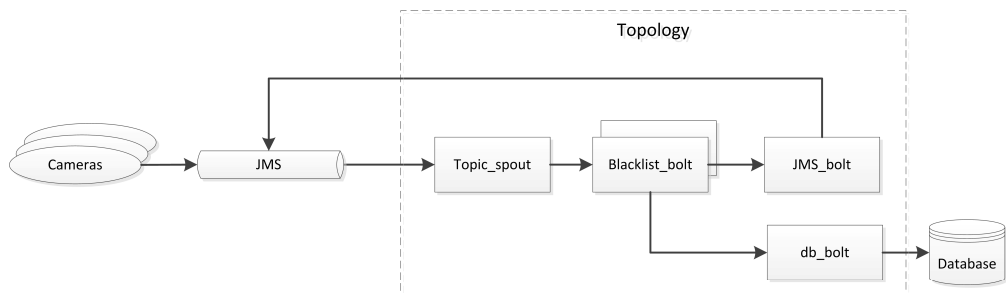 Topology
Cameras
JMS
Topic_spout
Blacklist_bolt
JMS_bolt
db_bolt
Database